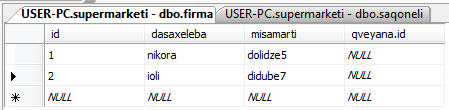 USER-PC.supermarketi - dbo.firma USER-PC.supermarketi - dbo.saqoneli
id dasaxeleba misamarti qveyana.id
1 nikora dolidze5 NULL
2 ioli didube7 NULL
NULL NULL NULL NULL